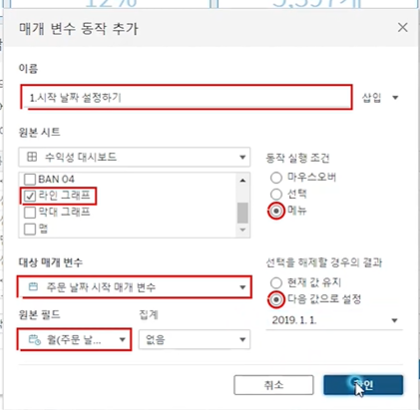 12%
9,397개
매개 변수 동작 추가
이름
1.시작 날짜 설정하기
삽입
원본 시트
수익성 대시보드
동작 실행 조건
BAN 04
라인 그래프
막대 그래프
맵
마우스오버
선택
메뉴
대상 매개 변수
주문 날짜 시작 매개 변수
선택을 해제할 경우의 결과
현재 값 유지
다음 값으로 설정
2019. 1. 1.
원본 필드
집계
월(주문 날...
없음
취소
확인